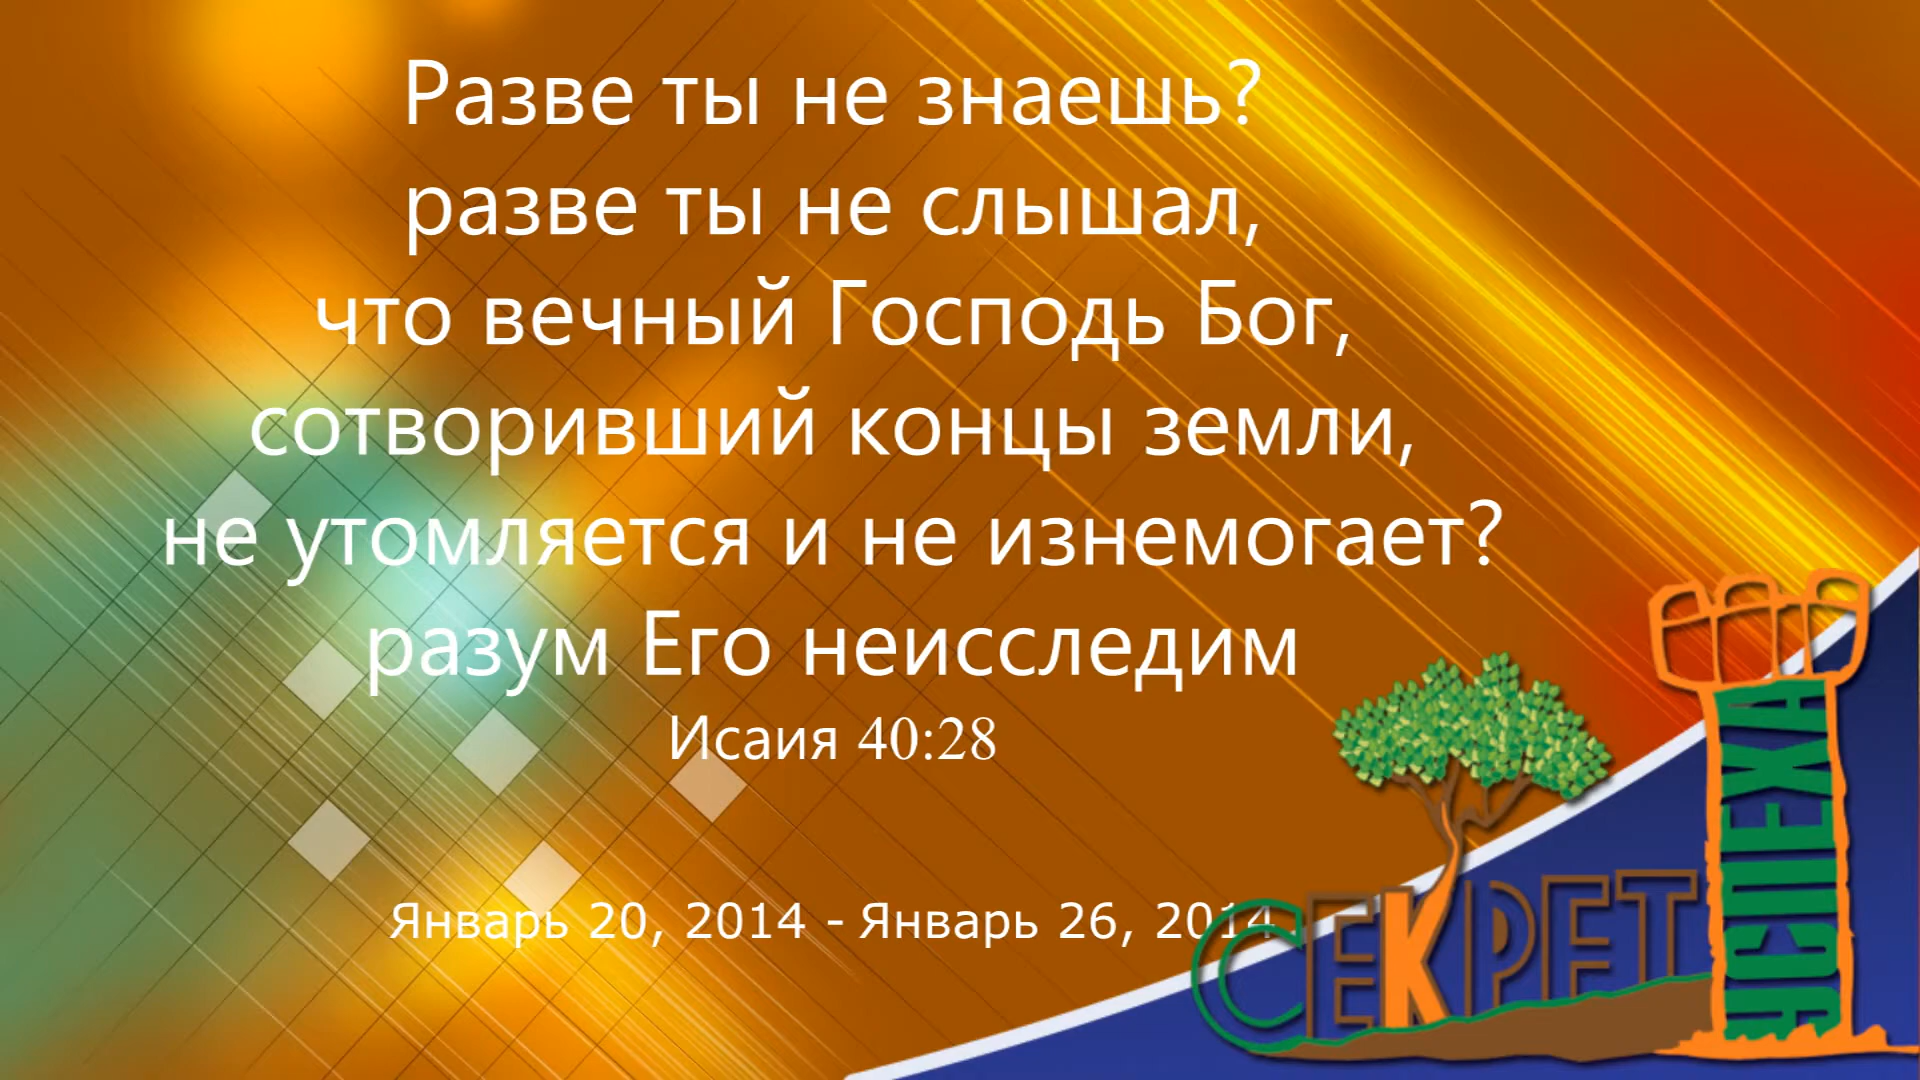 Разве ты не знаешь?
разве ты не слышал,
что вечный Господь Бог,
сотворивший концы земли,
не утомляется и не изнемогает?
разум Его неисследим
Исаия 40:28
Январь 20, 2014 - Январь 26, 2014
СЕКРЕТ
УСПЕХА